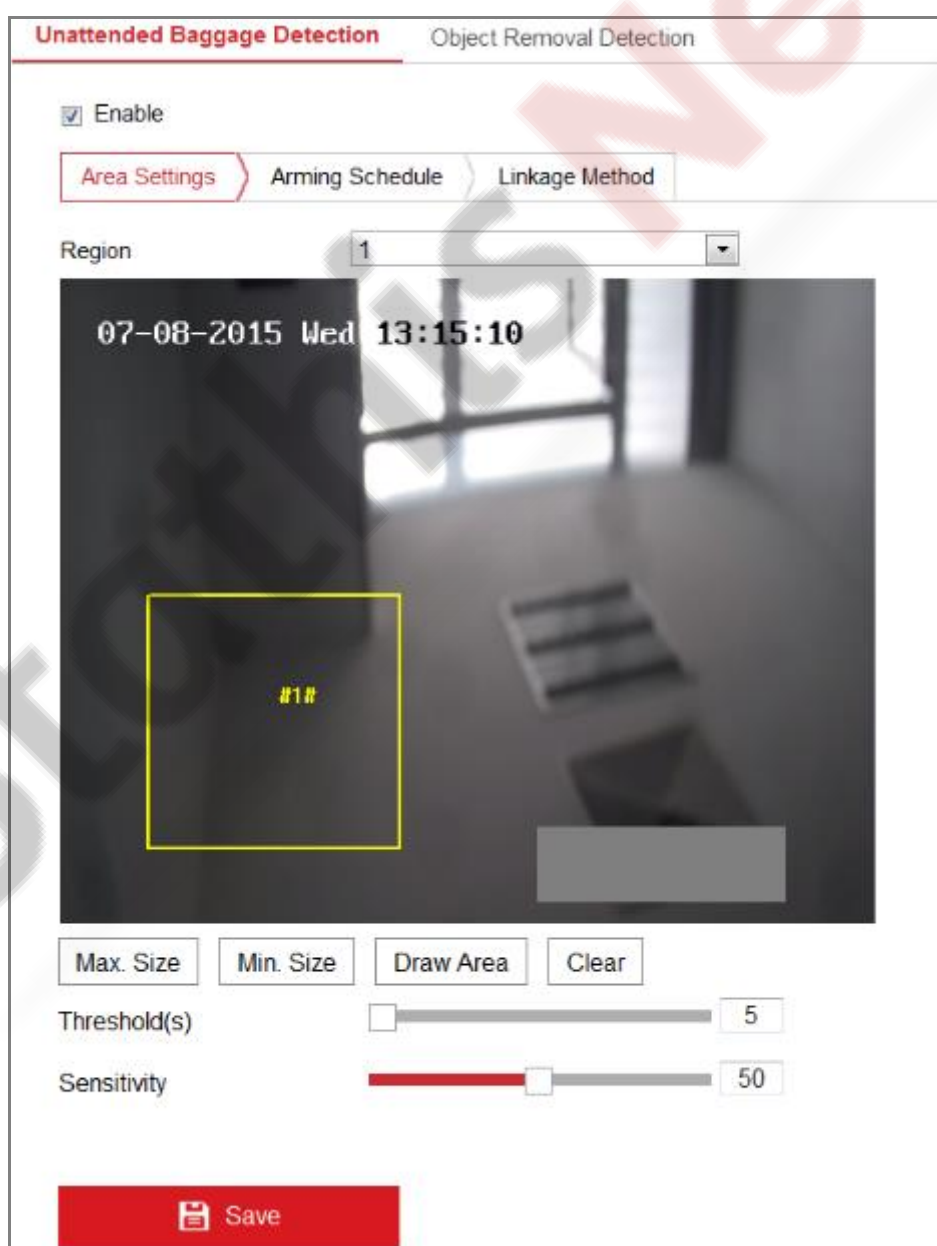 Unattended Baggage Detection Object Removal Detection
Enable
Area Settings Arming Schedule Linkage Method
Region 1
07-08-2015 Wed 13:15:10
#1#
Max. Size Min. Size Draw Area Clear
Threshold(s) 5
Sensitivity 50
Save